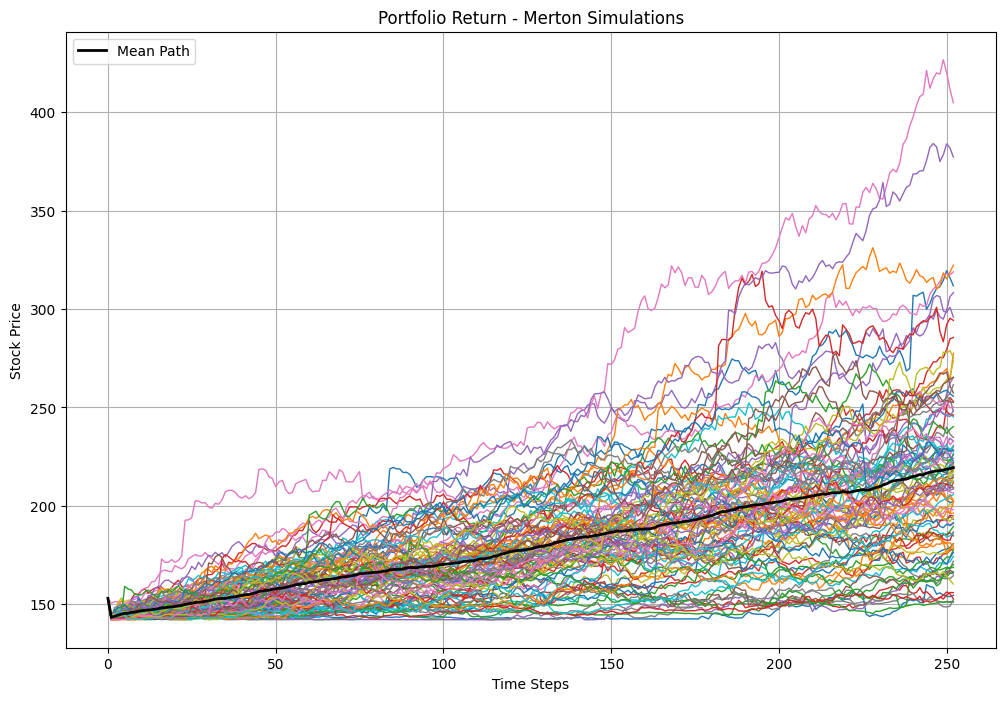 Portfolio Return - Merton Simulations
Mean Path
Stock Price
400
350
300
250
200
150
0 50 100 150 200 250
Time Steps